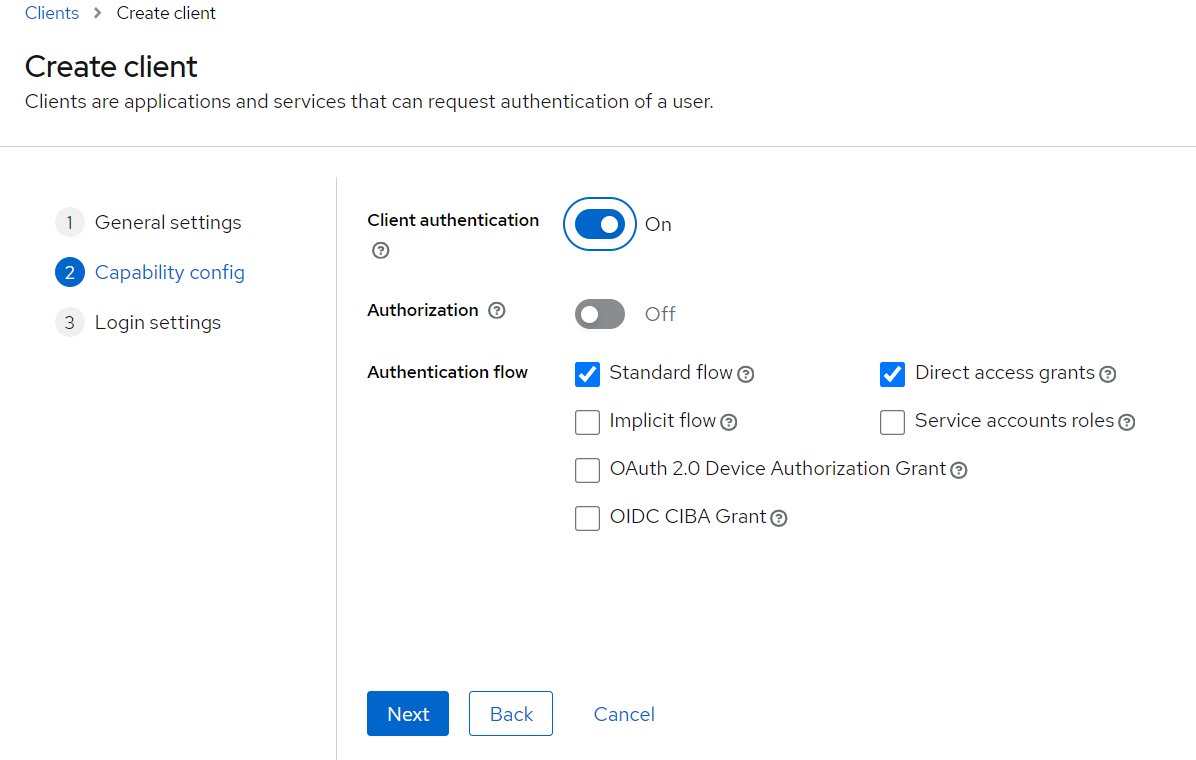 Clients > Create client
Create client
Clients are applications and services that can request authentication of a user.
1 General settings
2 Capability config
3 Login settings
Client authentication
?
On
Authorization ?
Off
Authentication flow
Standard flow ?
Direct access grants ?
Implicit flow ?
Service accounts roles ?
OAuth 2.0 Device Authorization Grant ?
OIDC CIBA Grant ?
Next
Back
Cancel